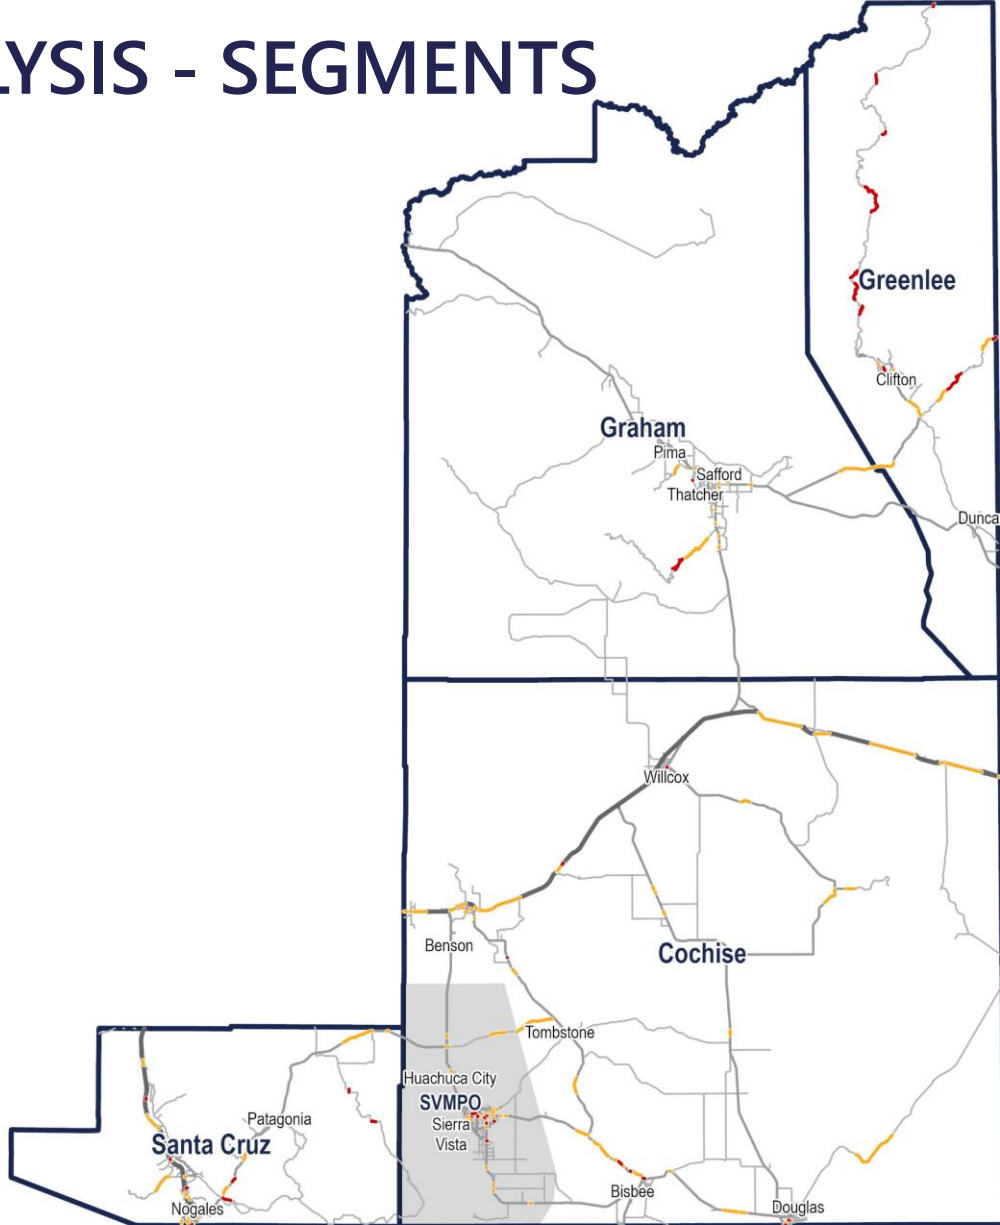 LYSIS - SEGMENTS
Greenlee
Clifton
Graham
Pima
Safford
Thatcher
Dunca
Willcox
Benson
Cochise
Tombstone
Huachuca City
SVMPO
Sierra
Vista
Patagonia
Santa Cruz
Nogales
Bisbee
Douglas